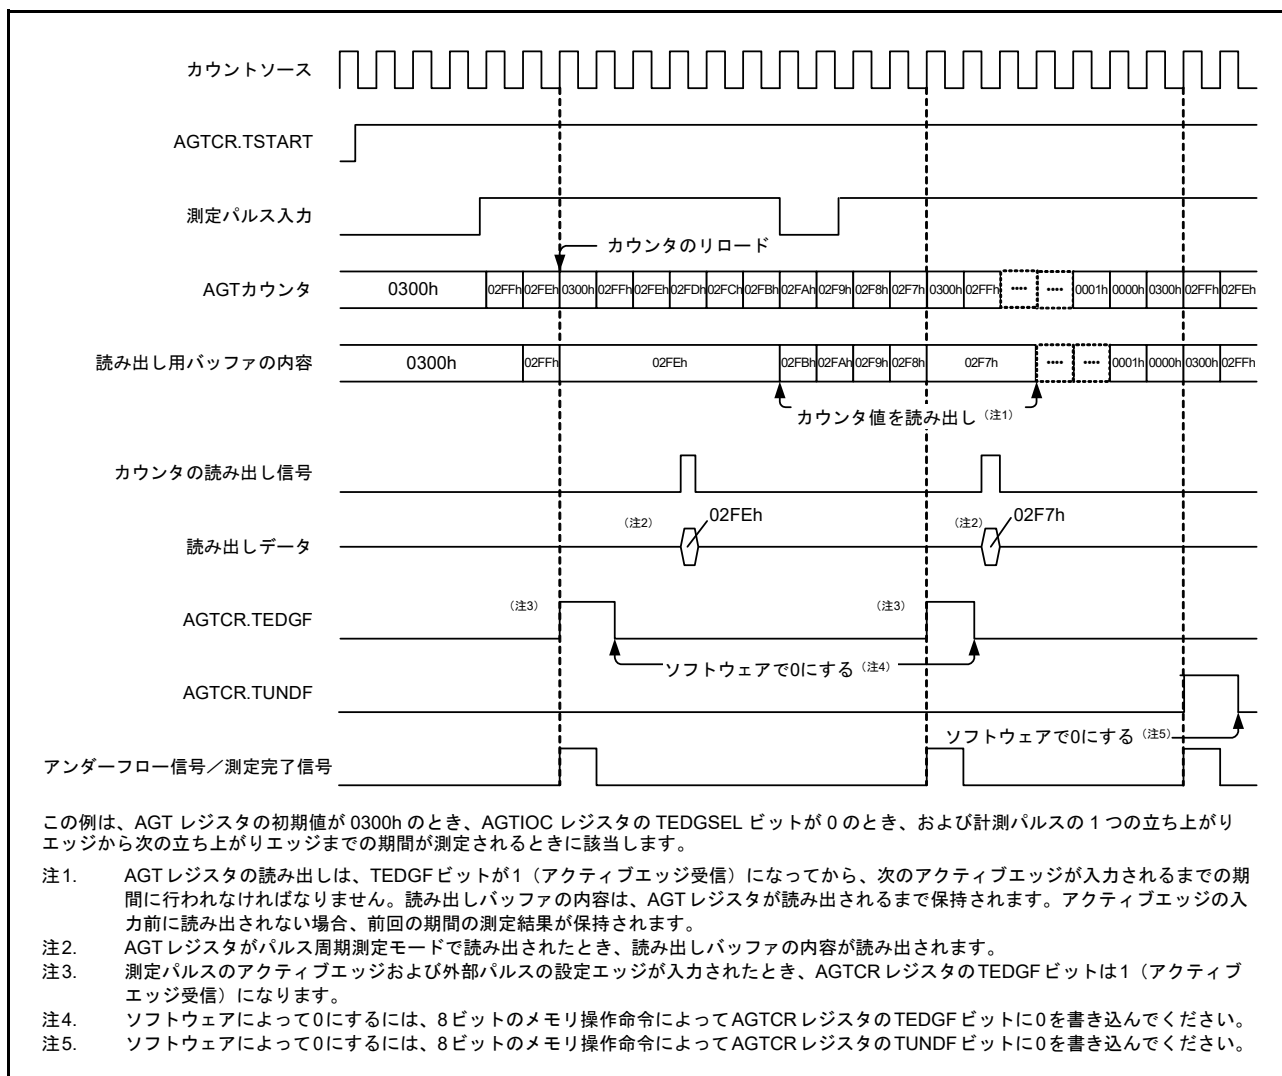 カウントソース
AGTCR.TSTART
測定パルス入力
カウンタのリロード
AGTカウンタ
0300h 02FFh 02FEh 0300h 02FFh 02FEh 02FDh 02FCh 02FBh 02FAh 02F9h 02F8h 02F7h 0300h 02FFh •••• •••• 0001h 0000h 0300h 02FFh 02FEh
読み出し用バッファの内容
0300h 02FFh 02FEh 02FBh 02FAh 02F9h 02F8h 02F7h •••• •••• 0001h 0000h 0300h 02FFh
カウンタ値を読み出し（注1）
カウンタの読み出し信号
（注2） 02FEh （注2） 02F7h
読み出しデータ
（注3） （注3）
AGTCR.TEDGF
ソフトウェアで0にする（注4）
AGTCR.TUNDF
ソフトウェアで0にする（注5）
アンダーフロー信号／測定完了信号
この例は、AGT レジスタの初期値が 0300h のとき、AGTIOC レジスタの TEDGSEL ビットが 0 のとき、および計測パルスの 1 つの立ち上がり
エッジから次の立ち上がりエッジまでの期間が測定されるときに該当します。
注1. AGTレジスタの読み出しは、TEDGFビットが1（アクティブエッジ受信）になってから、次のアクティブエッジが入力されるまでの期
間に行われなければなりません。読み出しバッファの内容は、AGTレジスタが読み出されるまで保持されます。アクティブエッジの入
力前に読み出されない場合、前回の期間の測定結果が保持されます。
注2. AGTレジスタがパルス周期測定モードで読み出されたとき、読み出しバッファの内容が読み出されます。
注3. 測定パルスのアクティブエッジおよび外部パルスの設定エッジが入力されたとき、AGTCRレジスタのTEDGFビットは1（アクティブ
エッジ受信）になります。
注4. ソフトウェアによって0にするには、8ビットのメモリ操作命令によってAGTCRレジスタのTEDGFビットに0を書き込んでください。
注5. ソフトウェアによって0にするには、8ビットのメモリ操作命令によってAGTCRレジスタのTUNDFビットに0を書き込んでください。